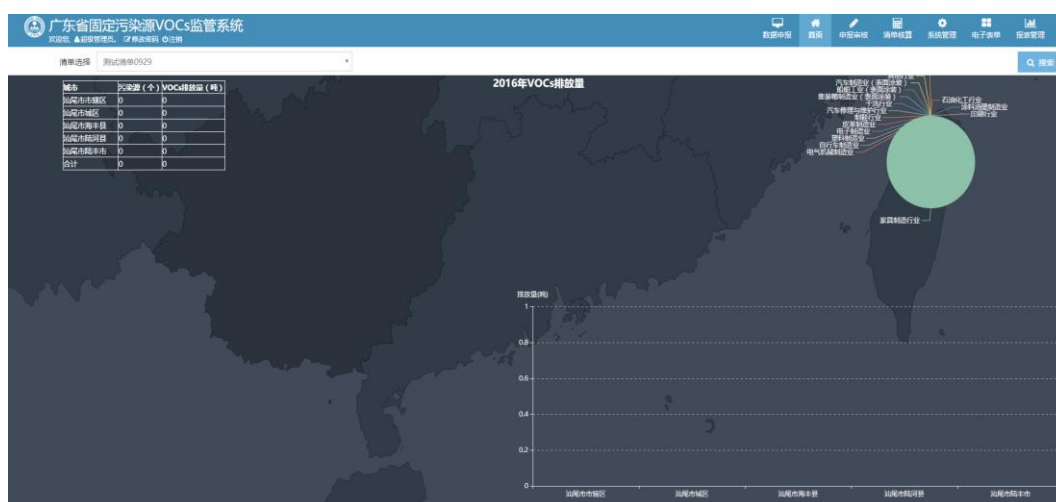 广东省固定污染源VOCs监管系统
欢迎您, 超级管理员。 修改密码 注销
数据申报 首页 申报审核 清单核算 系统管理 电子表单 报表管理
清单选择 测试清单0929 搜索
2016年VOCs排放量
城市 污染源（个） VOCs排放量（吨）
汕尾市市辖区 0 0
汕尾市城区 0 0
汕尾市海丰县 0 0
汕尾市陆河县 0 0
汕尾市陆丰市 0 0
合计 0 0
汽车制造业（表面涂装）
船舶工业（表面涂装）
集装箱制造业（表面涂装）
干洗行业
汽车修理与维护行业
制鞋行业
皮革制造业
电子制造业
塑料制造业
自行车制造业
电气机械制造业
石油化工行业
涂料油墨制造业
印刷行业
家具制造行业
排放量(吨)
1
0.8
0.6
0.4
0.2
0
汕尾市市辖区 汕尾市城区 汕尾市海丰县 汕尾市陆河县 汕尾市陆丰市